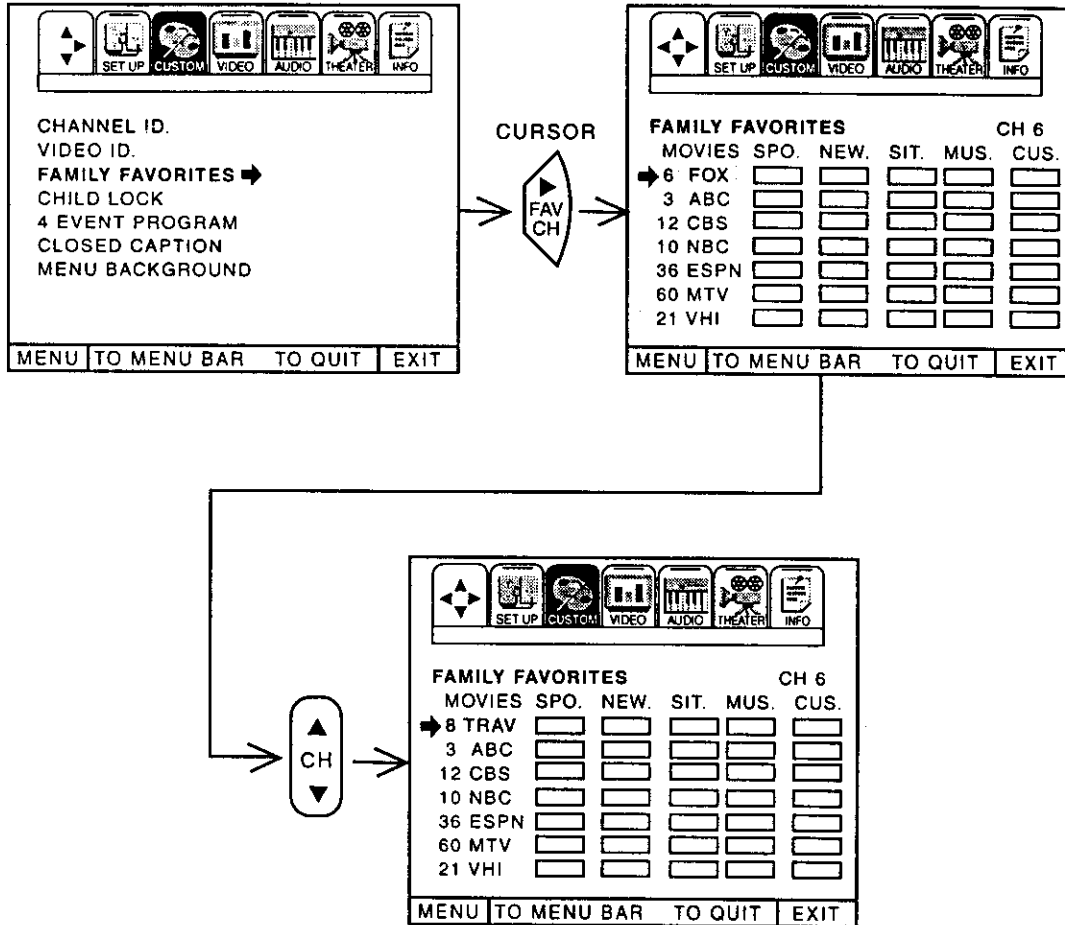 SET UP CUSTOM VIDEO AUDIO THEATER INFO
CHANNEL ID.
VIDEO ID.
FAMILY FAVORITES
CHILD LOCK
4 EVENT PROGRAM
CLOSED CAPTION
MENU BACKGROUND
MENU TO MENU BAR TO QUIT EXIT
CURSOR
FAV
CH
SET UP CUSTOM VIDEO AUDIO THEATER INFO
FAMILY FAVORITES CH 6
MOVIES SPO. NEW. SIT. MUS. CUS.
6 FOX
3 ABC
12 CBS
10 NBC
36 ESPN
60 MTV
21 VHI
MENU TO MENU BAR TO QUIT EXIT
CH
SET UP CUSTOM VIDEO AUDIO THEATER INFO
FAMILY FAVORITES CH 6
MOVIES SPO. NEW. SIT. MUS. CUS.
8 TRAV
3 ABC
12 CBS
10 NBC
36 ESPN
60 MTV
21 VHI
MENU TO MENU BAR TO QUIT EXIT